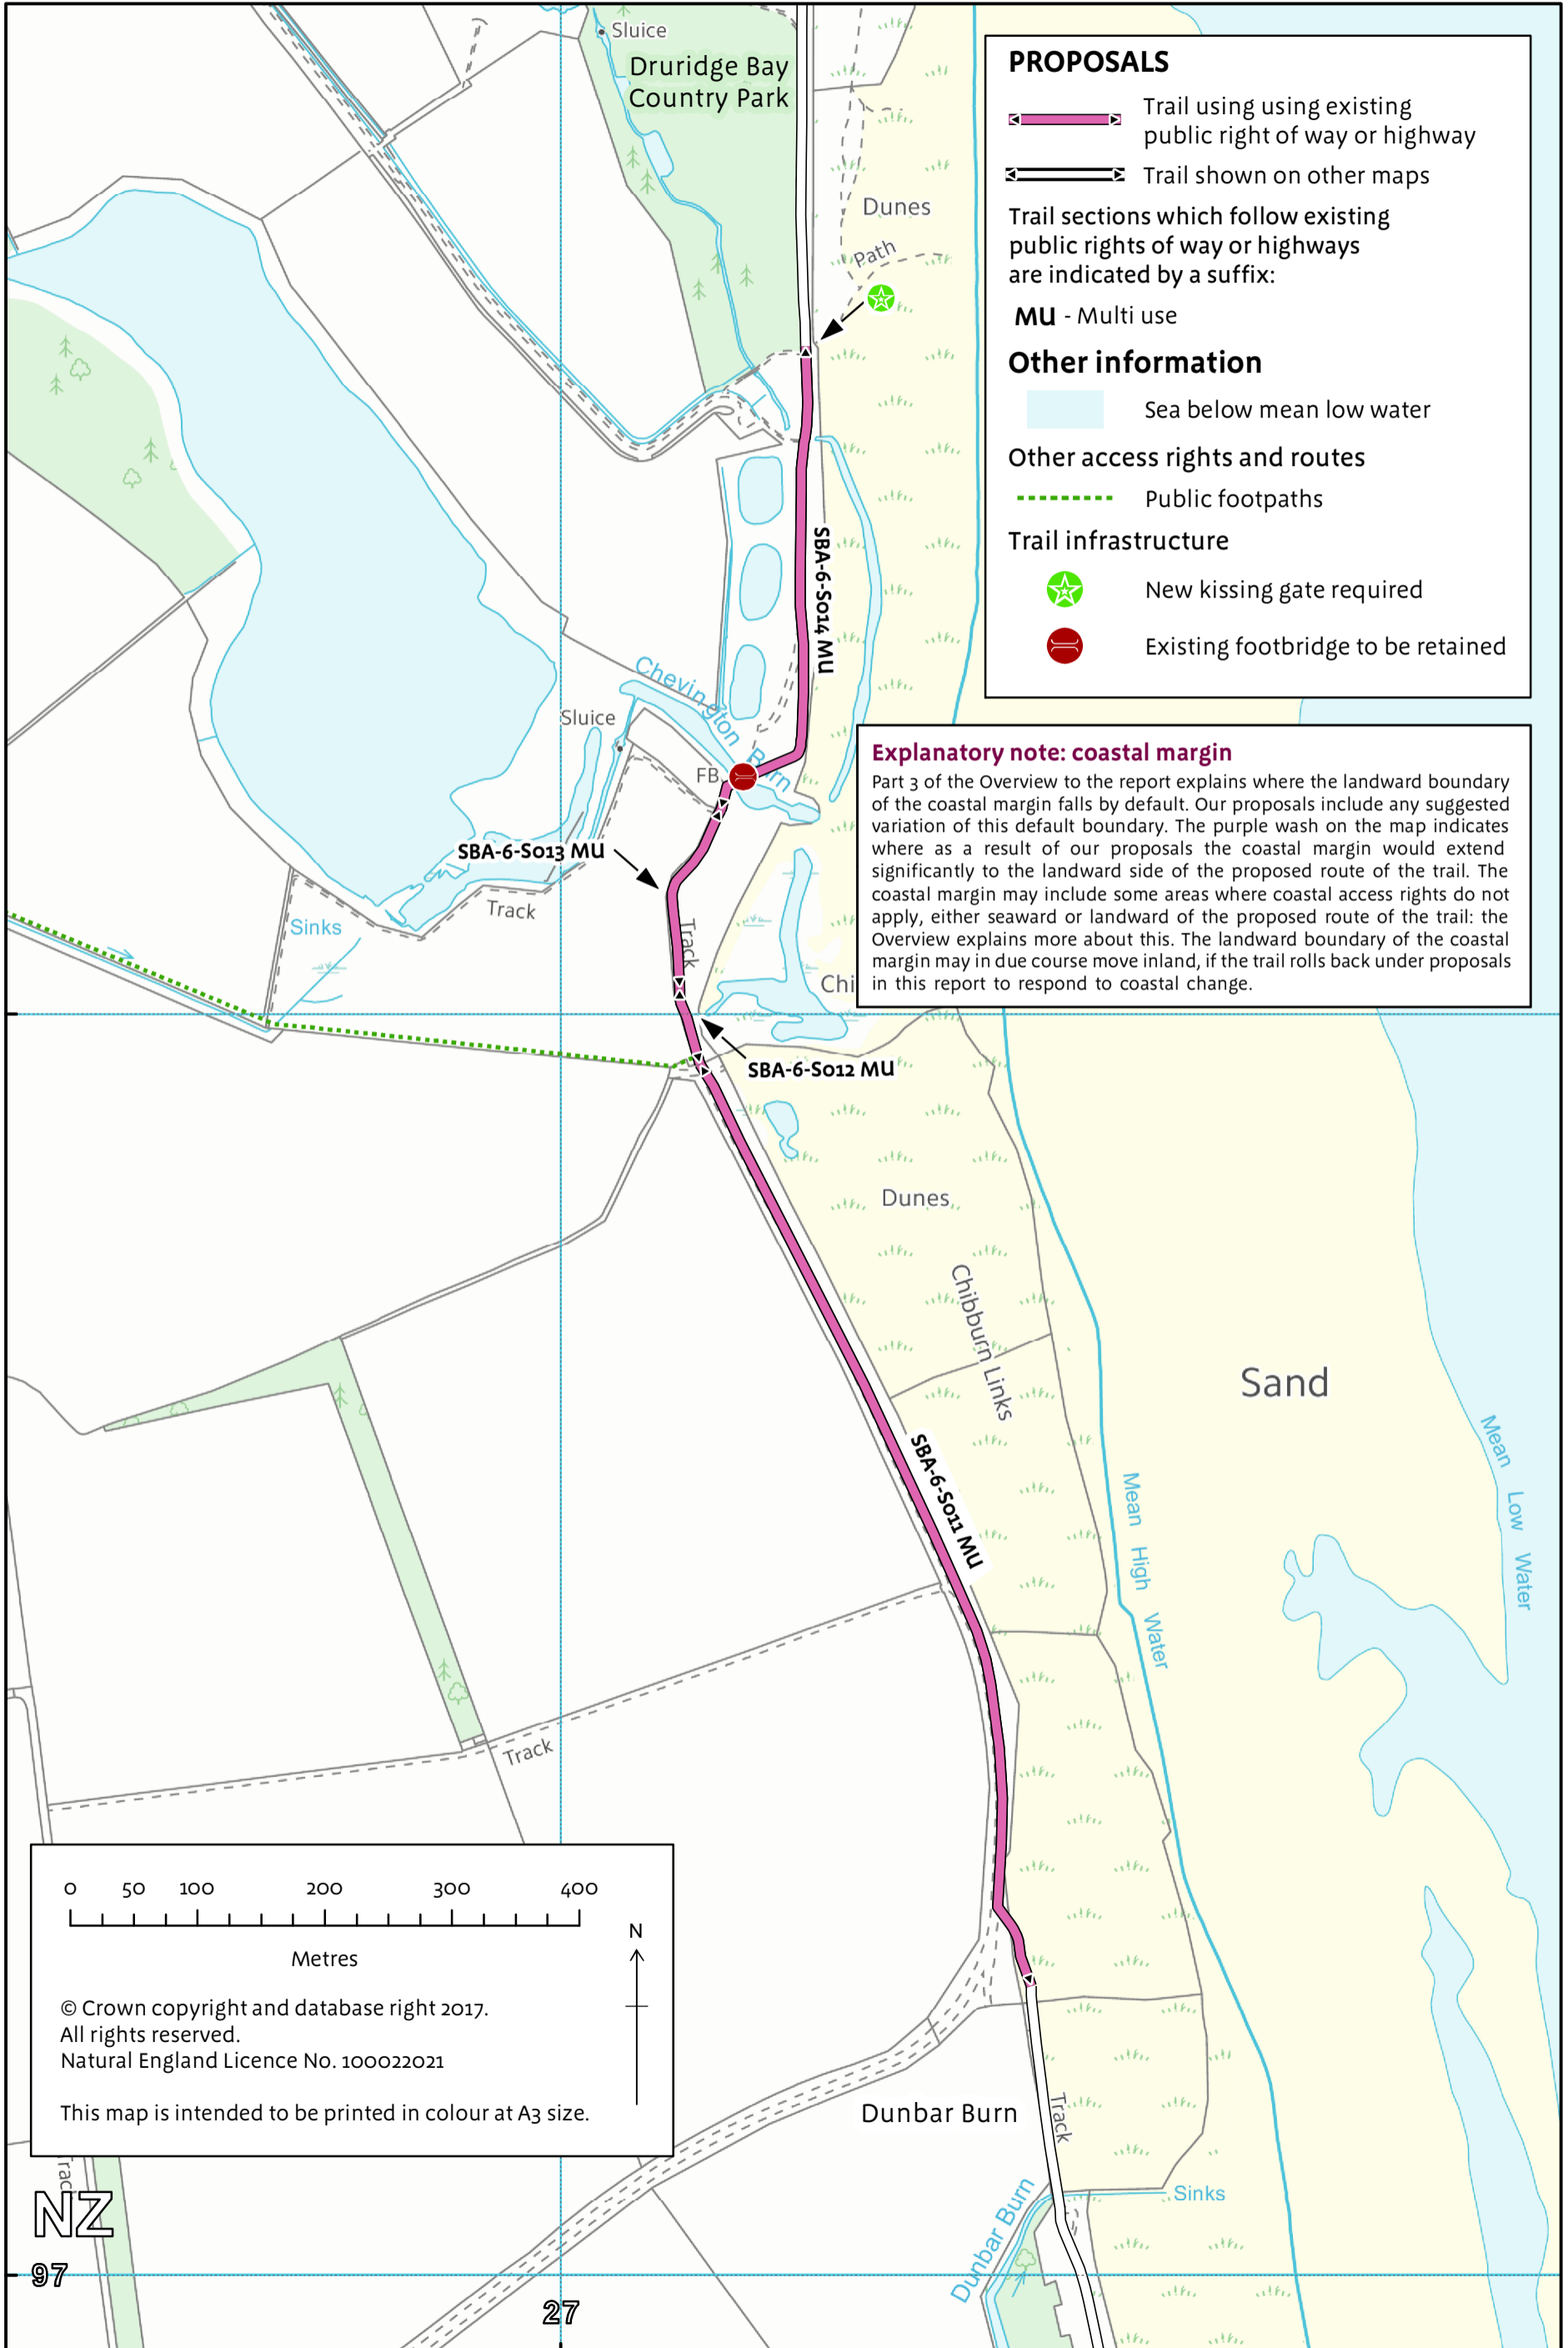 Sluice
Druridge Bay
Country Park
Dunes
Path
PROPOSALS
Trail using using existing
public right of way or highway
Trail shown on other maps
Trail sections which follow existing
public rights of way or highways
are indicated by a suffix:
MU - Multi use
Other information
Sea below mean low water
Other access rights and routes
Public footpaths
Trail infrastructure
New kissing gate required
Existing footbridge to be retained
SBA-6-S014 MU
Chevington Burn
Sluice
FB
Explanatory note: coastal margin
Part 3 of the Overview to the report explains where the landward boundary
of the coastal margin falls by default. Our proposals include any suggested
variation of this default boundary. The purple wash on the map indicates
where as a result of our proposals the coastal margin would extend
significantly to the landward side of the proposed route of the trail. The
coastal margin may include some areas where coastal access rights do not
apply, either seaward or landward of the proposed route of the trail: the
Overview explains more about this. The landward boundary of the coastal
margin may in due course move inland, if the trail rolls back under proposals
in this report to respond to coastal change.
SBA-6-S013 MU
Track
Sinks
Track
Chi
SBA-6-S012 MU
Dunes
Chibburn Links
Sand
Mean Low Water
SBA-6-S011 MU
Mean High Water
Track
0 50 100 200 300 400
Metres
N
© Crown copyright and database right 2017.
All rights reserved.
Natural England Licence No. 100022021
This map is intended to be printed in colour at A3 size.
Dunbar Burn
Track
Track
Sinks
Dunbar Burn
NZ
97
27